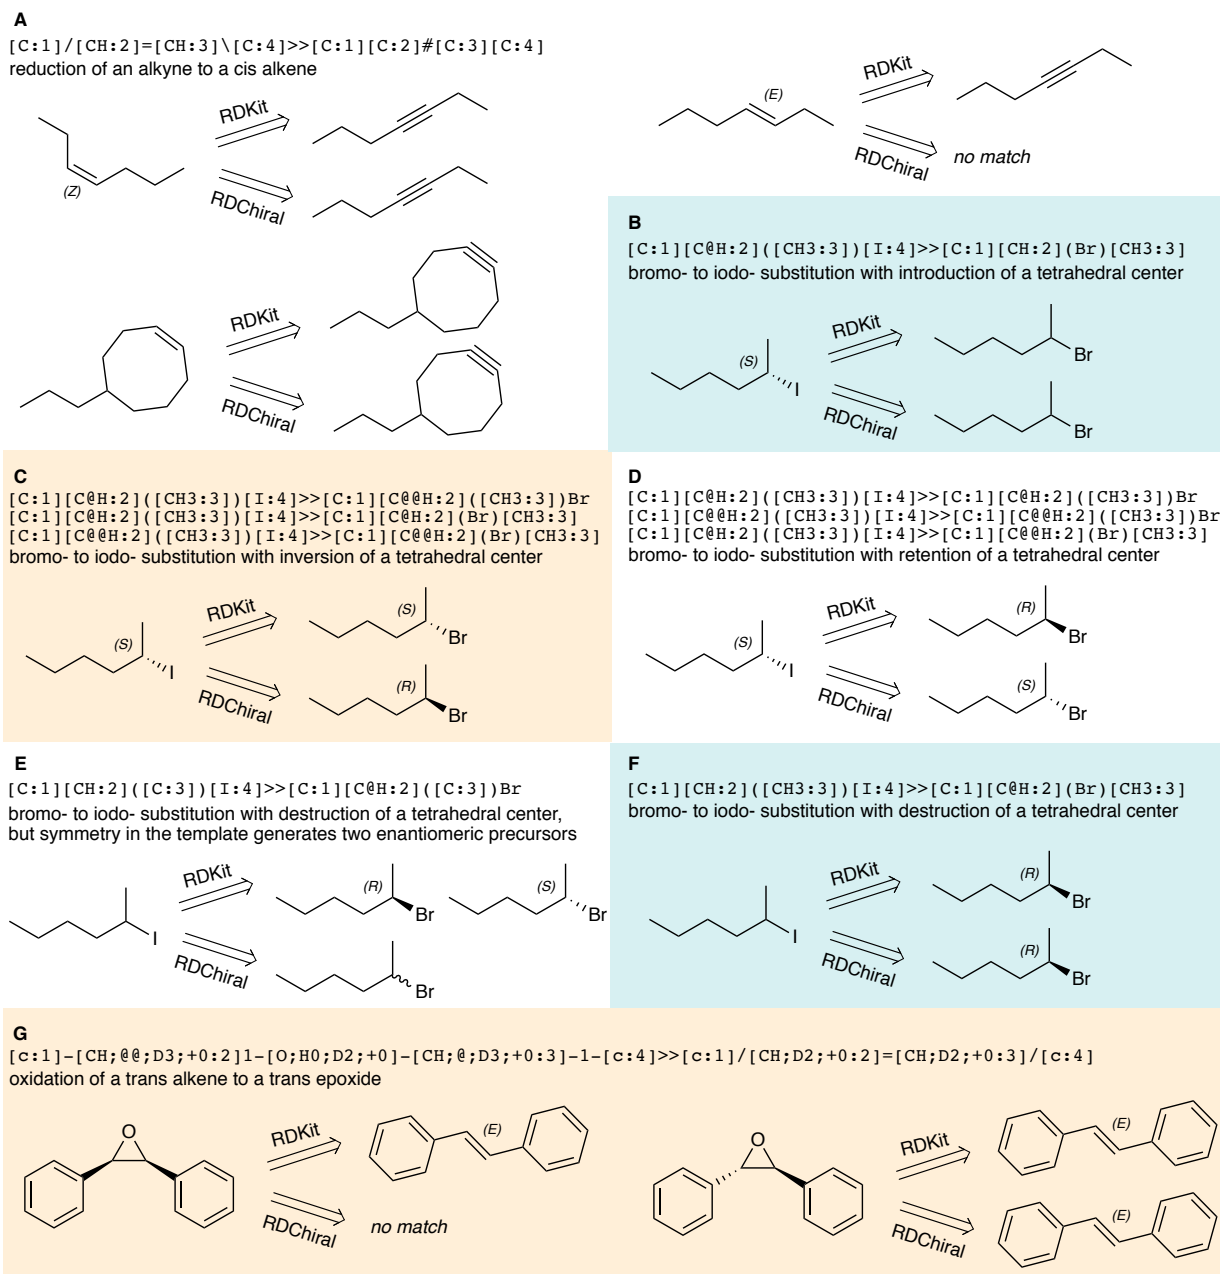 A
[C:1]/[CH:2]=[CH:3]\[C:4]>>[C:1][C:2]#[C:3][C:4]
reduction of an alkyne to a cis alkene
(Z)
RDKit
RDChiral
(E)
RDKit
RDChiral
no match
RDKit
RDChiral
B
[C:1][C@H:2]([CH3:3])[I:4]>>[C:1][CH:2](Br)[CH3:3]
bromo- to iodo- substitution with introduction of a tetrahedral center
(S)
I
RDKit
RDChiral
Br
Br
C
[C:1][C@H:2]([CH3:3])[I:4]>>[C:1][C@@H:2]([CH3:3])Br
[C:1][C@H:2]([CH3:3])[I:4]>>[C:1][C@H:2](Br)[CH3:3]
[C:1][C@@H:2]([CH3:3])[I:4]>>[C:1][C@@H:2](Br)[CH3:3]
bromo- to iodo- substitution with inversion of a tetrahedral center
(S)
I
RDKit
RDChiral
(S)
Br
(R)
Br
D
[C:1][C@H:2]([CH3:3])[I:4]>>[C:1][C@H:2]([CH3:3])Br
[C:1][C@@H:2]([CH3:3])[I:4]>>[C:1][C@@H:2]([CH3:3])Br
[C:1][C@H:2]([CH3:3])[I:4]>>[C:1][C@@H:2](Br)[CH3:3]
bromo- to iodo- substitution with retention of a tetrahedral center
(S)
I
RDKit
RDChiral
(R)
Br
(S)
Br
E
[C:1][CH:2]([C:3])[I:4]>>[C:1][C@H:2]([C:3])Br
bromo- to iodo- substitution with destruction of a tetrahedral center,
but symmetry in the template generates two enantiomeric precursors
I
RDKit
RDChiral
(R)
Br
(S)
Br
Br
F
[C:1][CH:2]([CH3:3])[I:4]>>[C:1][C@H:2](Br)[CH3:3]
bromo- to iodo- substitution with destruction of a tetrahedral center
I
RDKit
RDChiral
(R)
Br
(R)
Br
G
[c:1]-[CH;@@;D3;+0:2]1-[O;H0;D2;+0]-[CH;@;D3;+0:3]-1-[c:4]>>[c:1]/[CH;D2;+0:2]=[CH;D2;+0:3]/[c:4]
oxidation of a trans alkene to a trans epoxide
O
RDKit
RDChiral
(E)
no match
O
RDKit
RDChiral
(E)
(E)